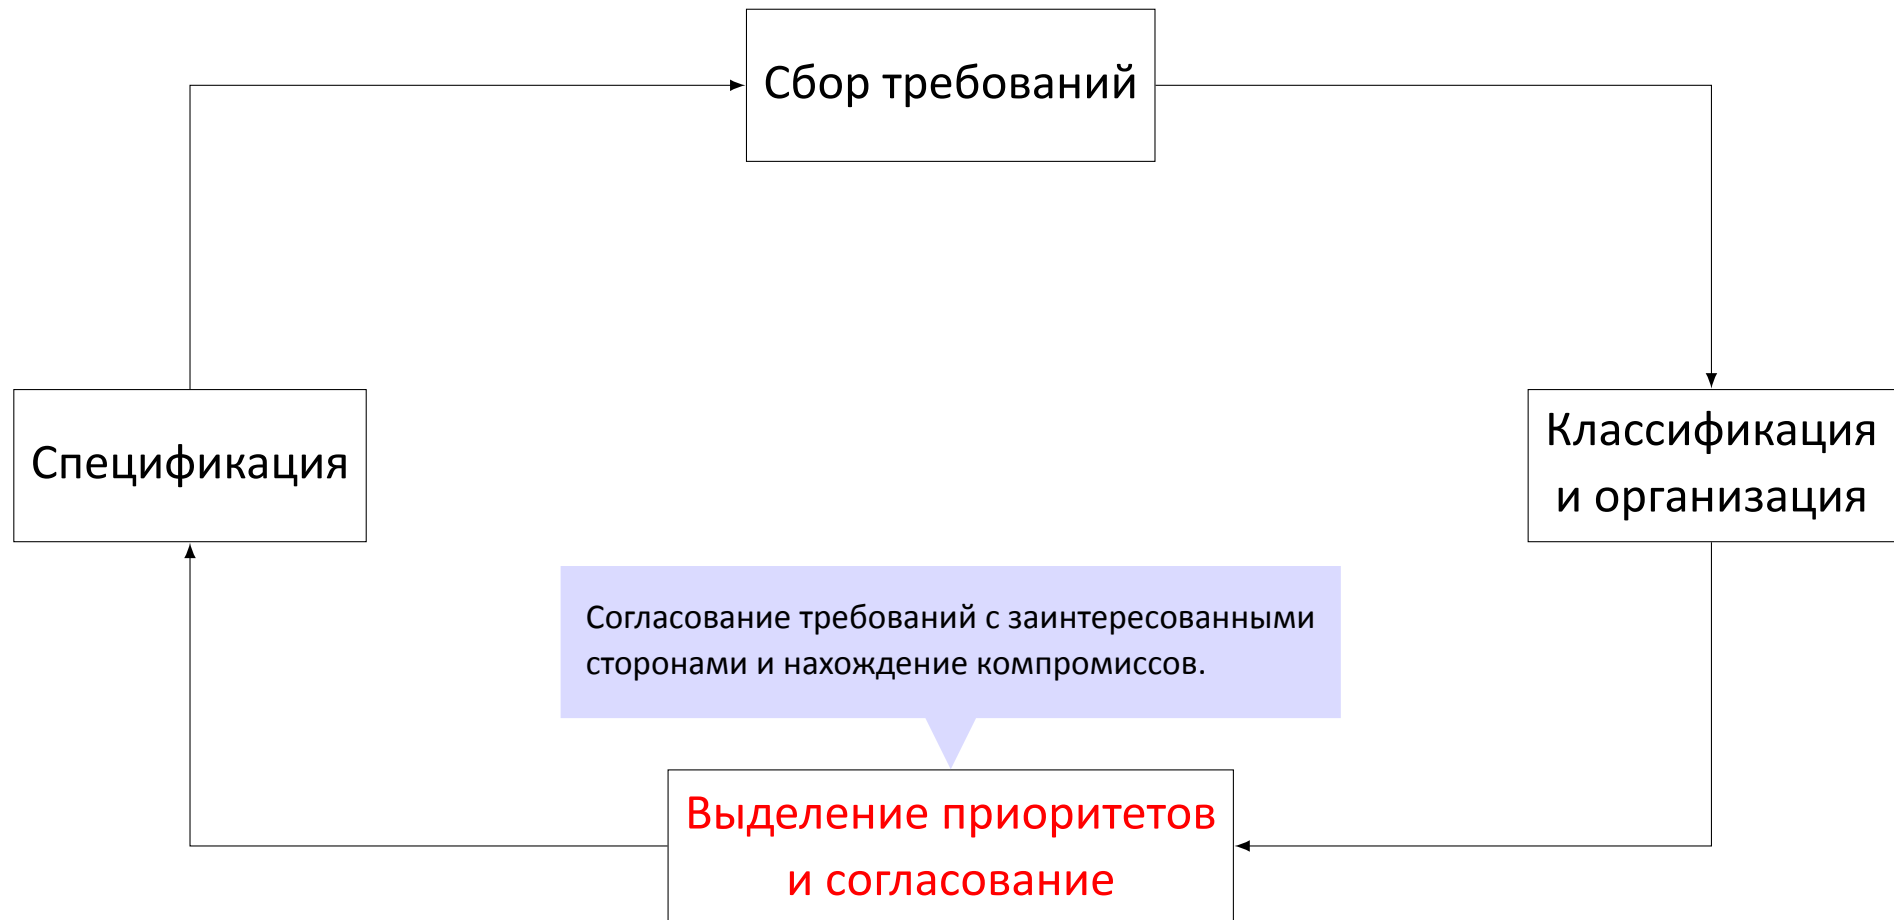 Сбор требований
Спецификация
Классификация
и организация
Согласование требований с заинтересованными
сторонами и нахождение компромиссов.
Выделение приоритетов
и согласование